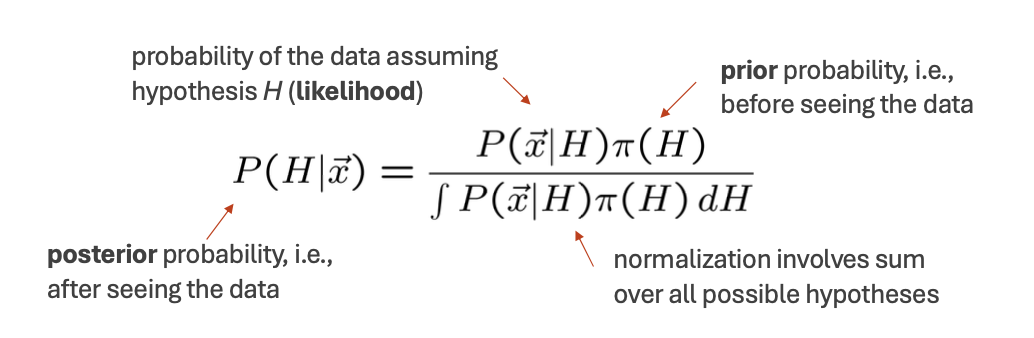 probability of the data assuming
hypothesis H (likelihood)
prior probability, i.e.,
before seeing the data
P(H|x⃗) = P(x⃗|H)π(H) / ∫ P(x⃗|H)π(H) dH
posterior probability, i.e.,
after seeing the data
normalization involves sum
over all possible hypotheses